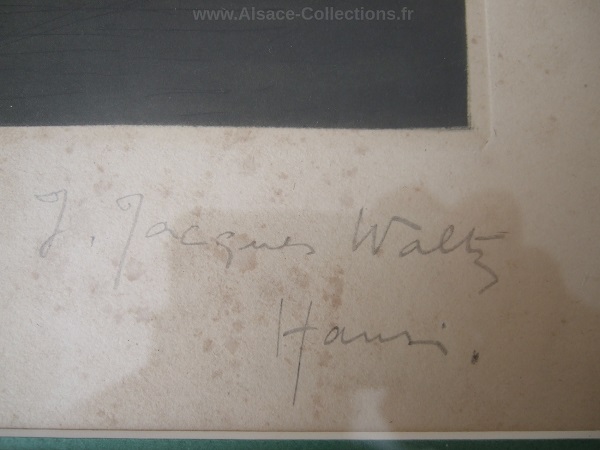 www.Alsace-Collections.fr
J. Jacques Waltz
Hansi.